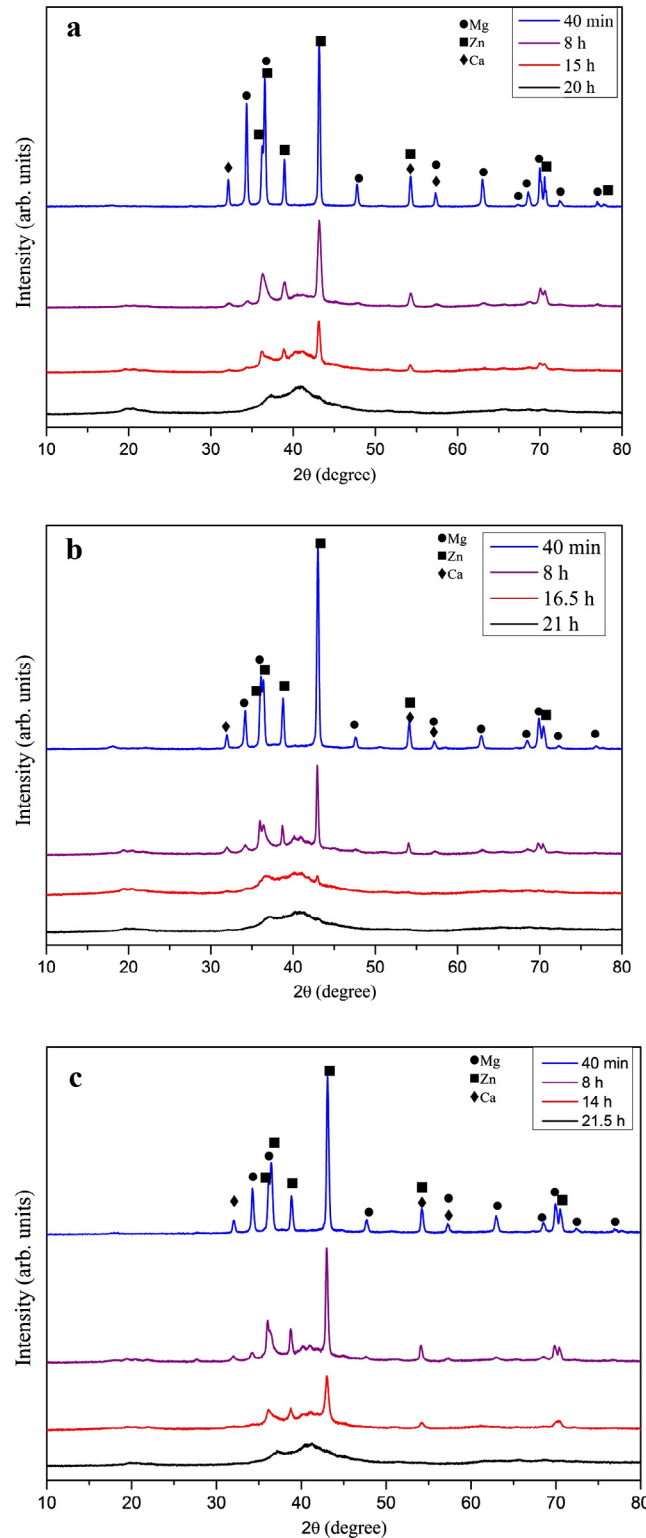 a
Mg
Zn
Ca
40 min
8 h
15 h
20 h
Intensity (arb. units)
10 20 30 40 50 60 70 80
2θ (degree)
b
Mg
Zn
Ca
40 min
8 h
16.5 h
21 h
Intensity (arb. units)
10 20 30 40 50 60 70 80
2θ (degree)
c
Mg
Zn
Ca
40 min
8 h
14 h
21.5 h
Intensity (arb. units)
10 20 30 40 50 60 70 80
2θ (degree)